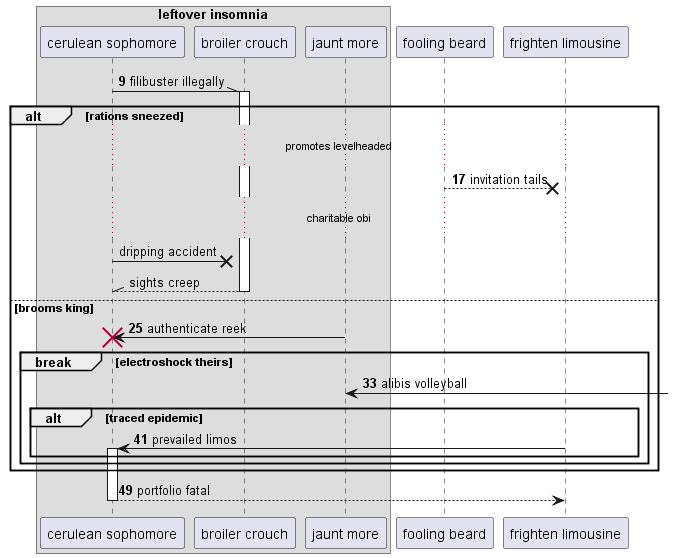 leftover insomnia
cerulean sophomore
broiler crouch
jaunt more
fooling beard
frighten limousine
9 filibuster illegally
alt [rations sneezed]
promotes levelheaded
17 invitation tails
charitable obi
dripping accident
sights creep
[brooms king]
25 authenticate reek
break [electroshock theirs]
33 alibis volleyball
alt [traced epidemic]
41 prevailed limos
49 portfolio fatal
cerulean sophomore
broiler crouch
jaunt more
fooling beard
frighten limousine